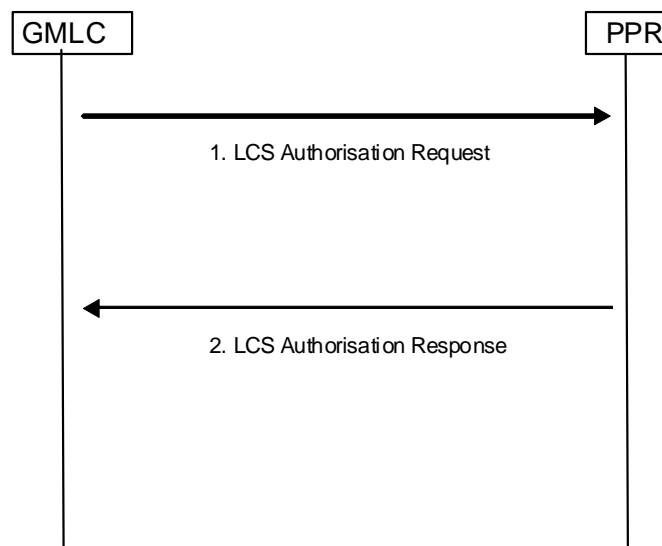 GMLC
PPR
1. LCS Authorisation Request
2. LCS Authorisation Response